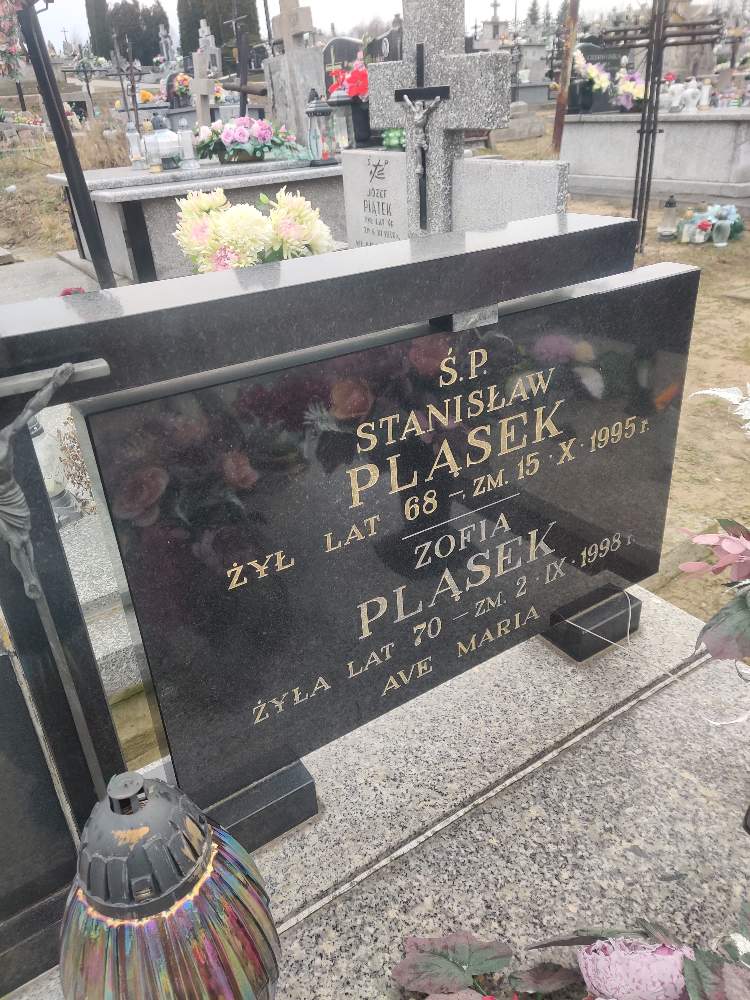 Ś.P.
STANISŁAW
PLĄSEK
ŻYŁ LAT 68 –, ZM. 15 · X · 1995 r.
ZOFIA
PLĄSEK
ŻYŁA LAT 70 – ZM. 2 · IX · 1998 r.
AVE MARIA
Ś P
JÓZEF
PIĄTEK